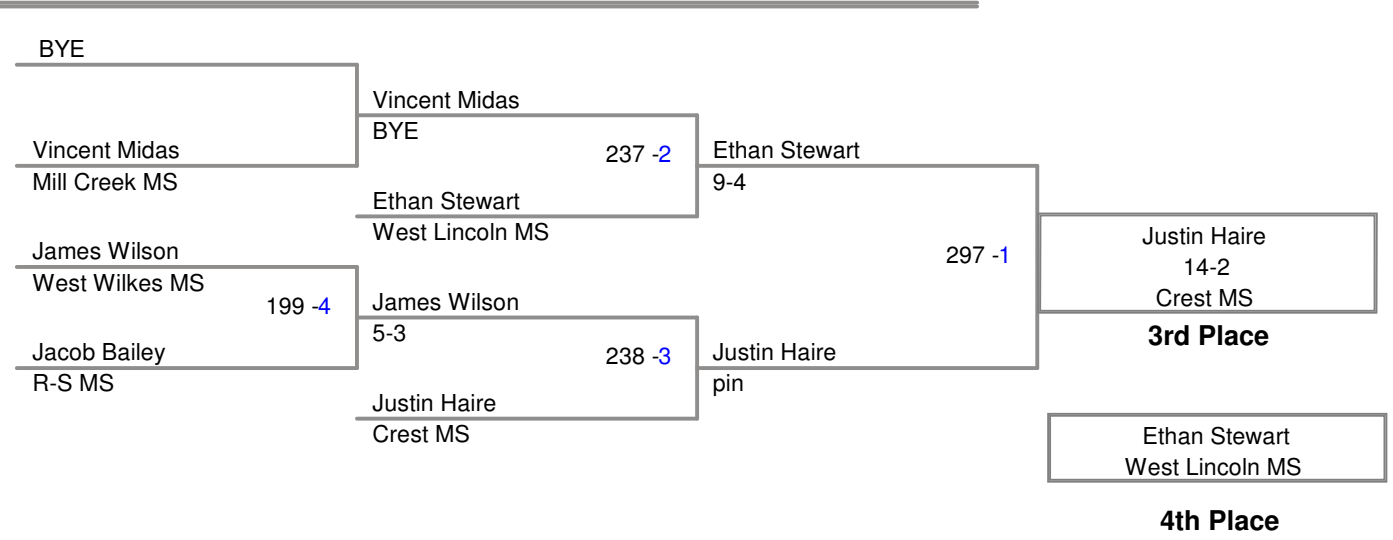 BYE
Vincent Midas
BYE
Vincent Midas
Mill Creek MS
237 -2
Ethan Stewart
9-4
Ethan Stewart
West Lincoln MS
James Wilson
West Wilkes MS
199 -4
297 -1
Justin Haire
14-2
Crest MS
3rd Place
James Wilson
5-3
Jacob Bailey
R-S MS
238 -3
Justin Haire
pin
Justin Haire
Crest MS
Ethan Stewart
West Lincoln MS
4th Place